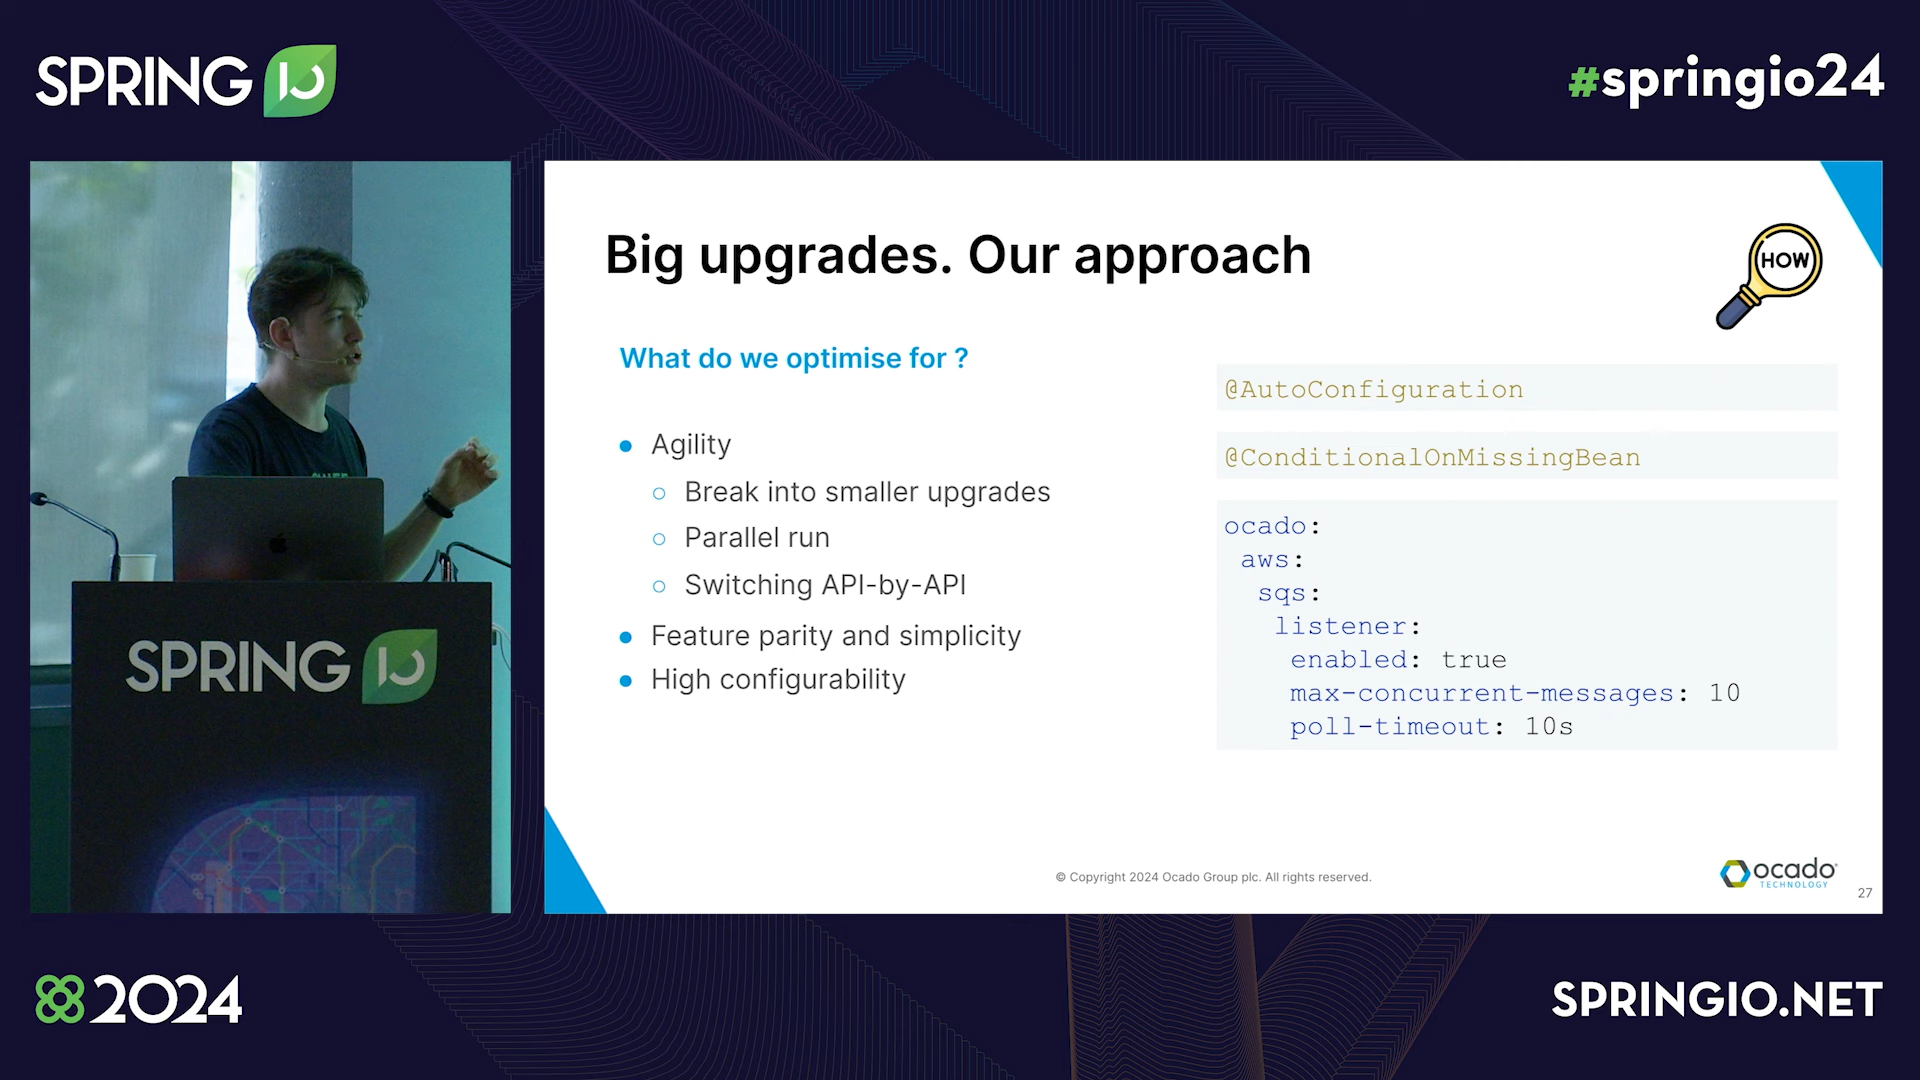 SPRING IO
#springio24
Big upgrades. Our approach
HOW
What do we optimise for ?
Agility
Break into smaller upgrades
Parallel run
Switching API-by-API
Feature parity and simplicity
High configurability
@AutoConfiguration
@ConditionalOnMissingBean
ocado:
aws:
sqs:
listener:
enabled: true
max-concurrent-messages: 10
poll-timeout: 10s
© Copyright 2024 Ocado Group plc. All rights reserved.
ocado
TECHNOLOGY
27
SPRING IO
2024
SPRINGIO.NET